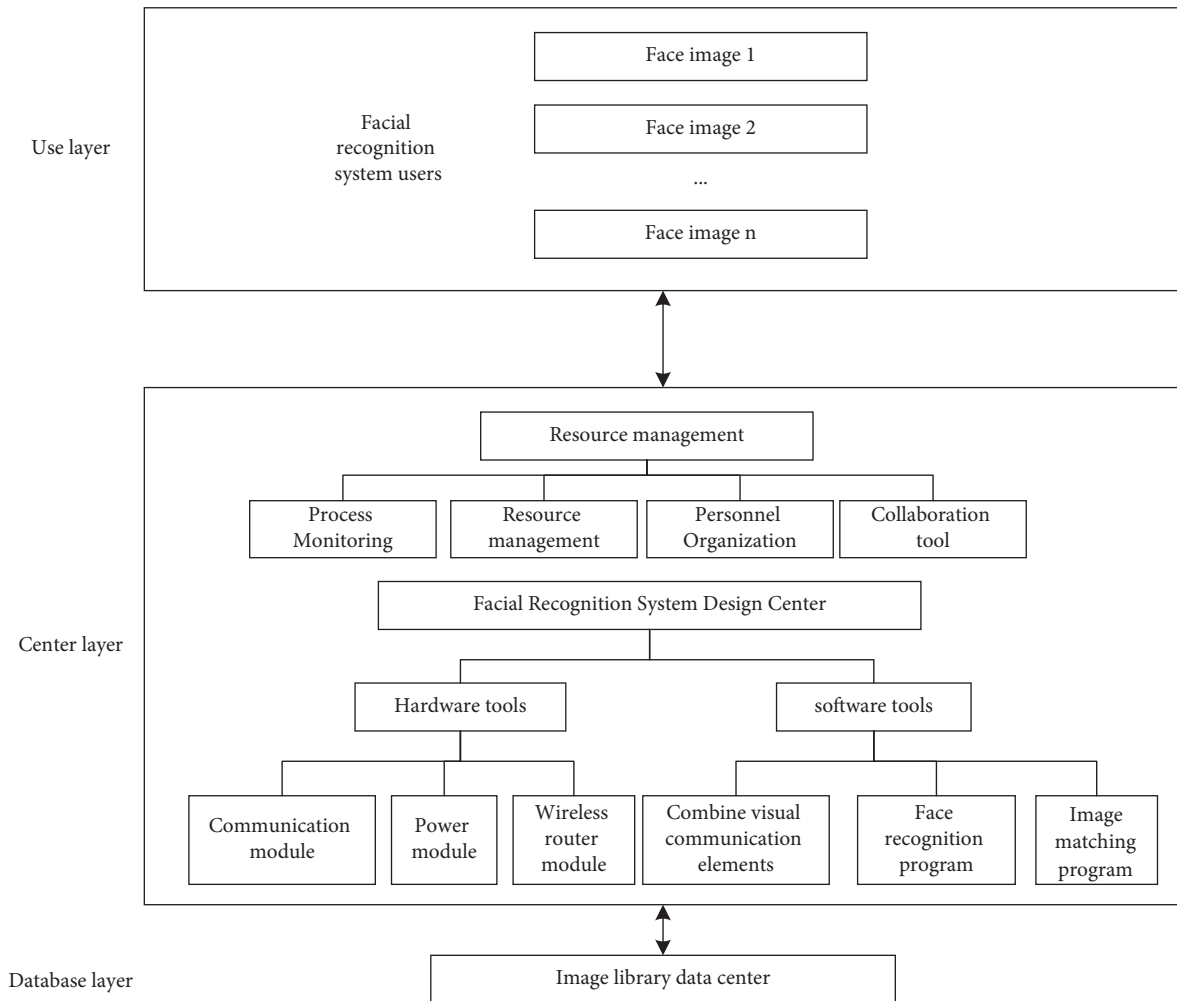 Use layer
Facial
recognition
system users
Face image 1
Face image 2
...
Face image n
Center layer
Resource management
Process
Monitoring
Resource
management
Personnel
Organization
Collaboration
tool
Facial Recognition System Design Center
Hardware tools
software tools
Communication
module
Power
module
Wireless
router
module
Combine visual
communication
elements
Face
recognition
program
Image
matching
program
Database layer
Image library data center